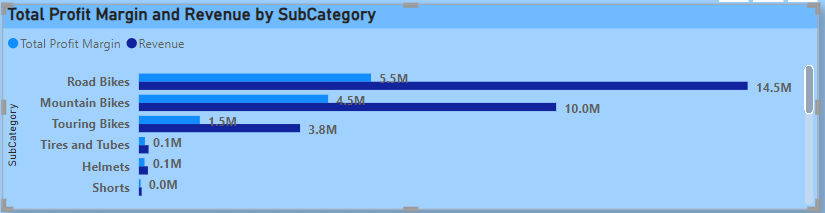 Total Profit Margin and Revenue by SubCategory
Total Profit Margin Revenue
SubCategory
Road Bikes 5.5M 14.5M
Mountain Bikes 4.5M 10.0M
Touring Bikes 1.5M 3.8M
Tires and Tubes 0.1M
Helmets 0.1M
Shorts 0.0M